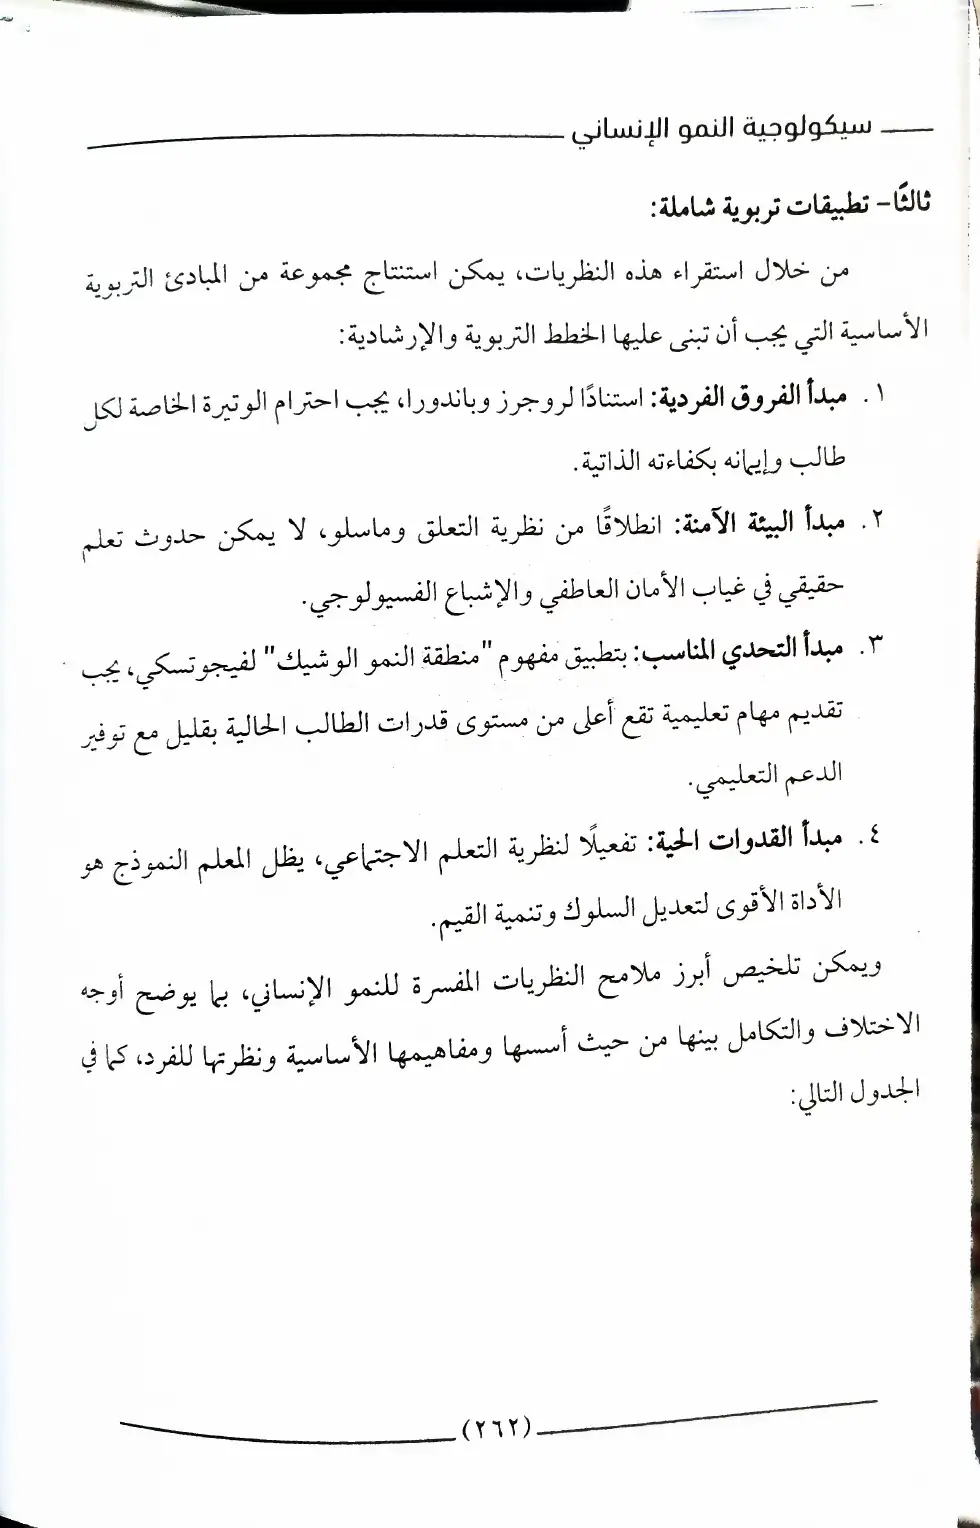 سيكولوجية النمو الإنساني
ثالثًا- تطبيقات تربوية شاملة:
من خلال استقراء هذه النظريات، يمكن استنتاج مجموعة من المبادئ التربوية
الأساسية التي يجب أن تبنى عليها الخطط التربوية والإرشادية:
١. مبدأ الفروق الفردية: استنادًا لروجرز وباندورا، يجب احترام الوتيرة الخاصة لكل
طالب وإيمانه بكفاءته الذاتية.
٢. مبدأ البيئة الآمنة: انطلاقًا من نظرية التعلق وماسلو، لا يمكن حدوث تعلم
حقيقي في غياب الأمان العاطفي والإشباع الفسيولوجي.
٣. مبدأ التحدي المناسب: بتطبيق مفهوم "منطقة النمو الوشيك" لفيجوتسكي، يجب
تقديم مهام تعليمية تقع أعلى من مستوى قدرات الطالب الحالية بقليل مع توفير
الدعم التعليمي.
٤. مبدأ القدوات الحية: تفعيلًا لنظرية التعلم الاجتماعي، يظل المعلم النموذج هو
الأداة الأقوى لتعديل السلوك وتنمية القيم.
ويمكن تلخيص أبرز ملامح النظريات المفسرة للنمو الإنساني، بما يوضح أوجه
الاختلاف والتكامل بينها من حيث أسسها ومفاهيمها الأساسية ونظرتها للفرد، كما في
الجدول التالي:
(٢٦٢)